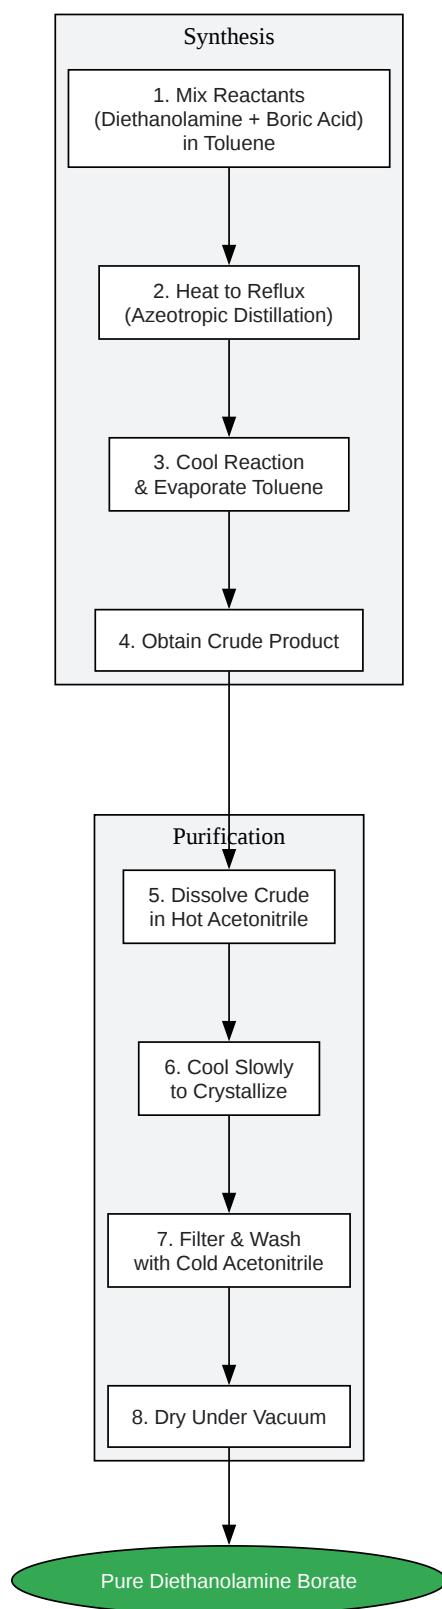 Synthesis
1. Mix Reactants
(Diethanolamine + Boric Acid)
in Toluene
2. Heat to Reflux
(Azeotropic Distillation)
3. Cool Reaction
& Evaporate Toluene
4. Obtain Crude Product
Purification
5. Dissolve Crude
in Hot Acetonitrile
6. Cool Slowly
to Crystallize
7. Filter & Wash
with Cold Acetonitrile
8. Dry Under Vacuum
Pure Diethanolamine Borate